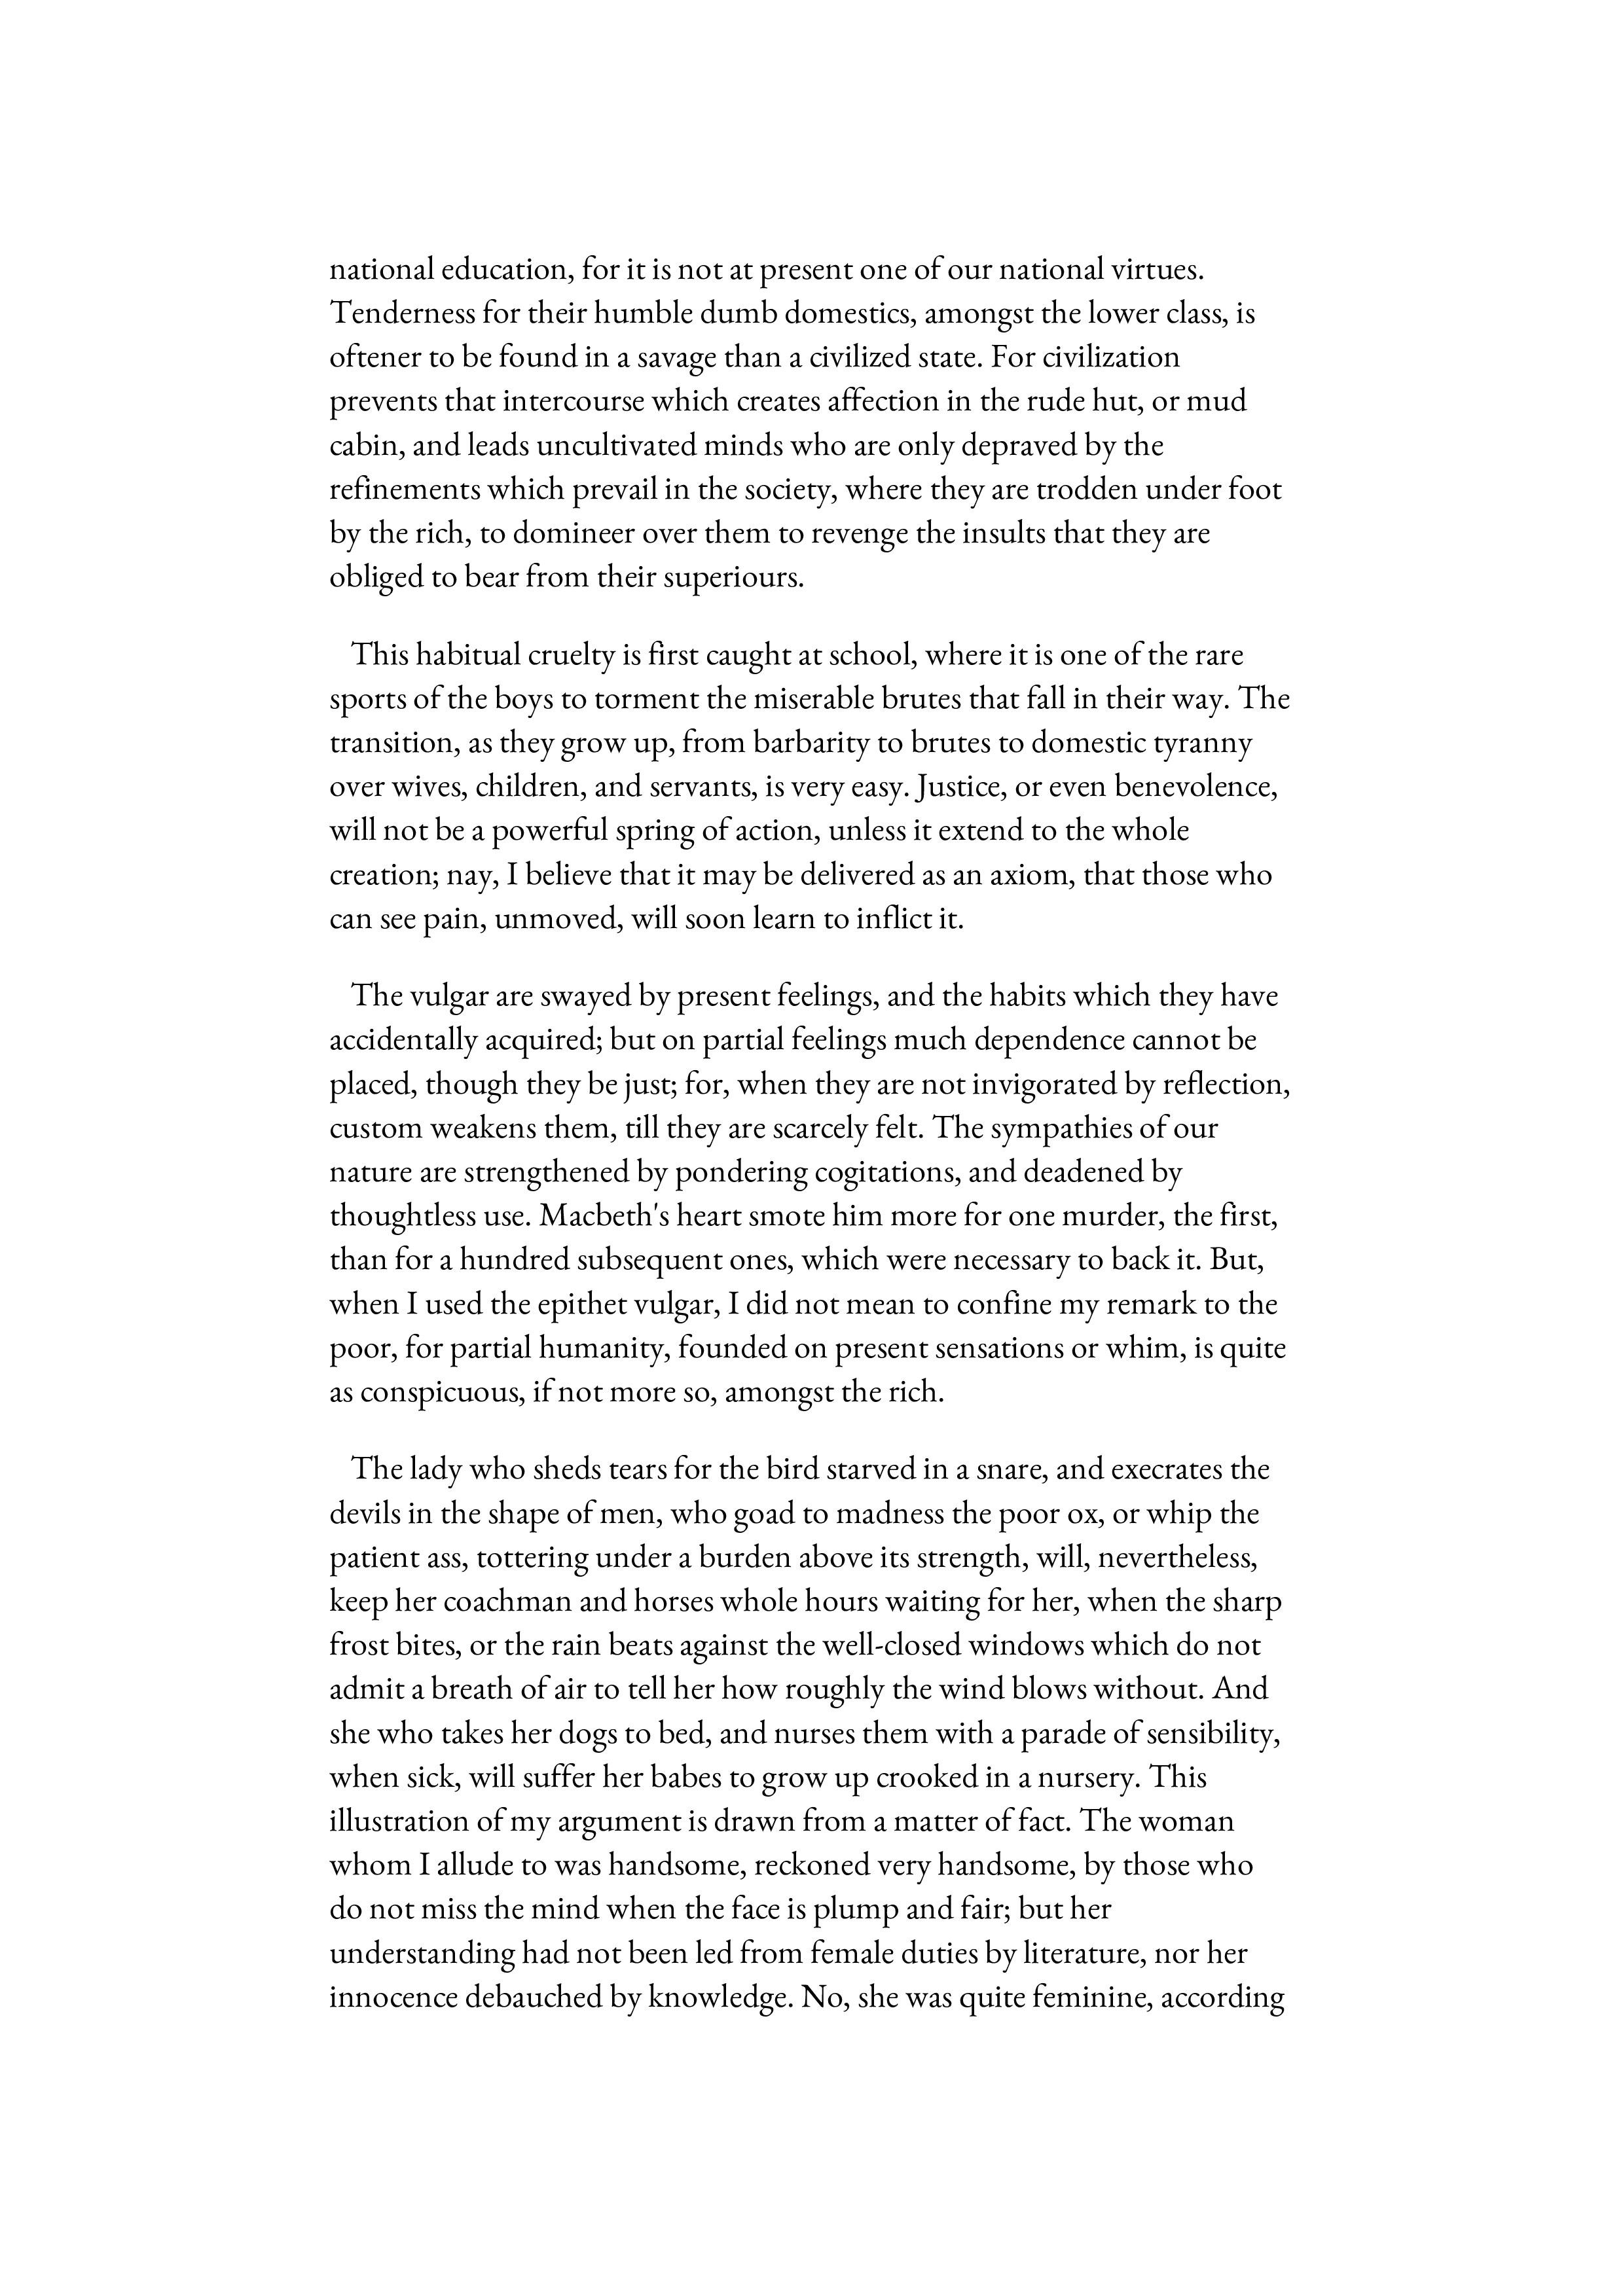 national education, for it is not at present one of our national virtues.
Tenderness for their humble dumb domestics, amongst the lower class, is
oftener to be found in a savage than a civilized state. For civilization
prevents that intercourse which creates affection in the rude hut, or mud
cabin, and leads uncultivated minds who are only depraved by the
refinements which prevail in the society, where they are trodden under foot
by the rich, to domineer over them to revenge the insults that they are
obliged to bear from their superiours.
This habitual cruelty is first caught at school, where it is one of the rare
sports of the boys to torment the miserable brutes that fall in their way. The
transition, as they grow up, from barbarity to brutes to domestic tyranny
over wives, children, and servants, is very easy. Justice, or even benevolence,
will not be a powerful spring of action, unless it extend to the whole
creation; nay, I believe that it may be delivered as an axiom, that those who
can see pain, unmoved, will soon learn to inflict it.
The vulgar are swayed by present feelings, and the habits which they have
accidentally acquired; but on partial feelings much dependence cannot be
placed, though they be just; for, when they are not invigorated by reflection,
custom weakens them, till they are scarcely felt. The sympathies of our
nature are strengthened by pondering cogitations, and deadened by
thoughtless use. Macbeth's heart smote him more for one murder, the first,
than for a hundred subsequent ones, which were necessary to back it. But,
when I used the epithet vulgar, I did not mean to confine my remark to the
poor, for partial humanity, founded on present sensations or whim, is quite
as conspicuous, if not more so, amongst the rich.
The lady who sheds tears for the bird starved in a snare, and execrates the
devils in the shape of men, who goad to madness the poor ox, or whip the
patient ass, tottering under a burden above its strength, will, nevertheless,
keep her coachman and horses whole hours waiting for her, when the sharp
frost bites, or the rain beats against the well-closed windows which do not
admit a breath of air to tell her how roughly the wind blows without. And
she who takes her dogs to bed, and nurses them with a parade of sensibility,
when sick, will suffer her babes to grow up crooked in a nursery. This
illustration of my argument is drawn from a matter of fact. The woman
whom I allude to was handsome, reckoned very handsome, by those who
do not miss the mind when the face is plump and fair; but her
understanding had not been led from female duties by literature, nor her
innocence debauched by knowledge. No, she was quite feminine, according